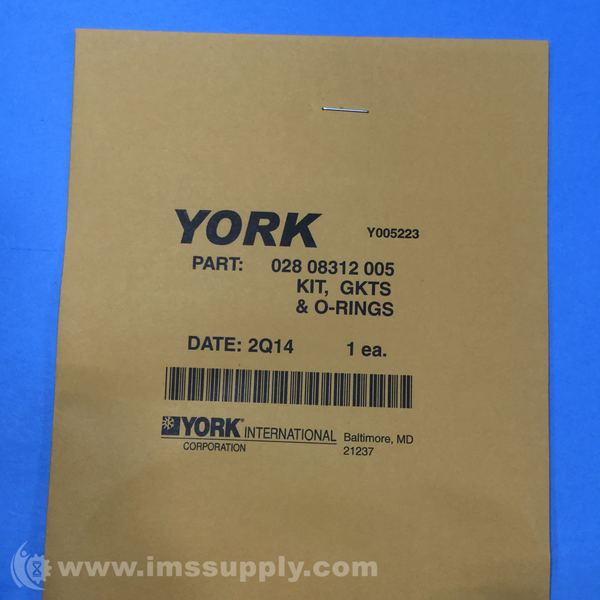 YORK Y005223
PART: 028 08312 005
KIT, GKTS
& O-RINGS
DATE: 2Q14 1 ea.
YORK® INTERNATIONAL Baltimore, MD
CORPORATION 21237
www.imssupply.com